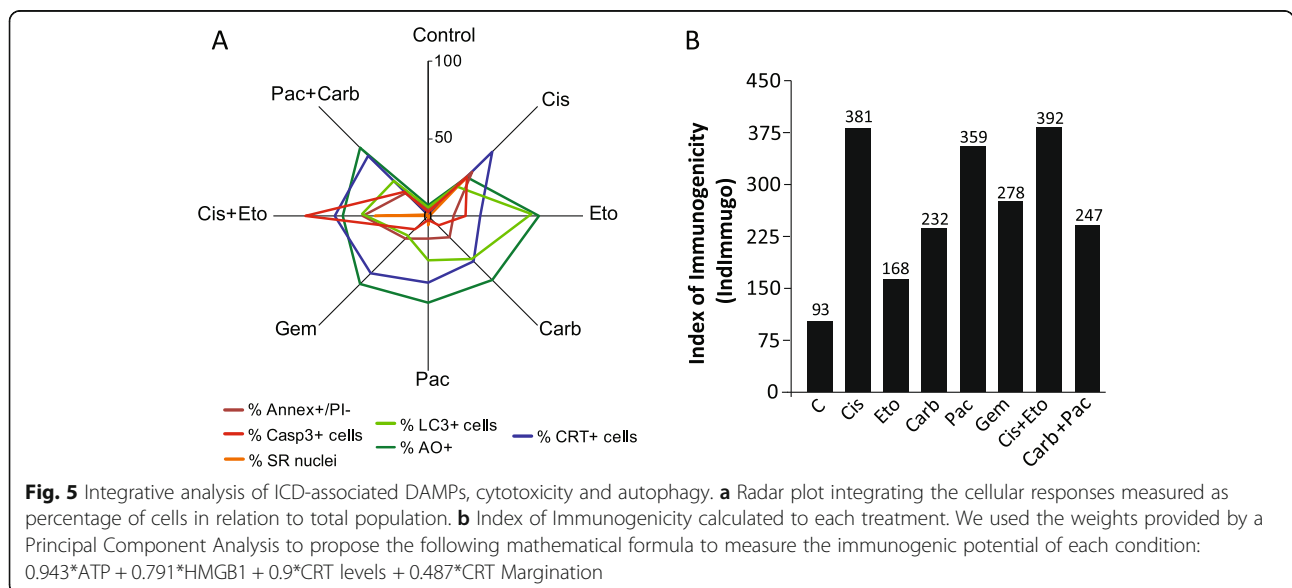 A
Control
100
50
Pac+Carb
Cis
Cis+Eto
Eto
Gem
Carb
Pac
% Annex+/PI-
% Casp3+ cells
% SR nuclei
% LC3+ cells
% AO+
% CRT+ cells
B
Index of Immunogenicity
(IndImmugo)
450
375
300
225
150
75
0
93
381
168
232
359
278
392
247
C
Cis
Eto
Carb
Pac
Gem
Cis+Eto
Carb+Pac
Fig. 5 Integrative analysis of ICD-associated DAMPs, cytotoxicity and autophagy. a Radar plot integrating the cellular responses measured as
percentage of cells in relation to total population. b Index of Immunogenicity calculated to each treatment. We used the weights provided by a
Principal Component Analysis to propose the following mathematical formula to measure the immunogenic potential of each condition:
0.943*ATP + 0.791*HMGB1 + 0.9*CRT levels + 0.487*CRT Margination